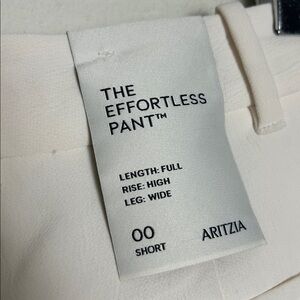 THE
EFFORTLESS
PANT™
LENGTH: FULL
RISE: HIGH
LEG: WIDE
00
SHORT
ARITZIA